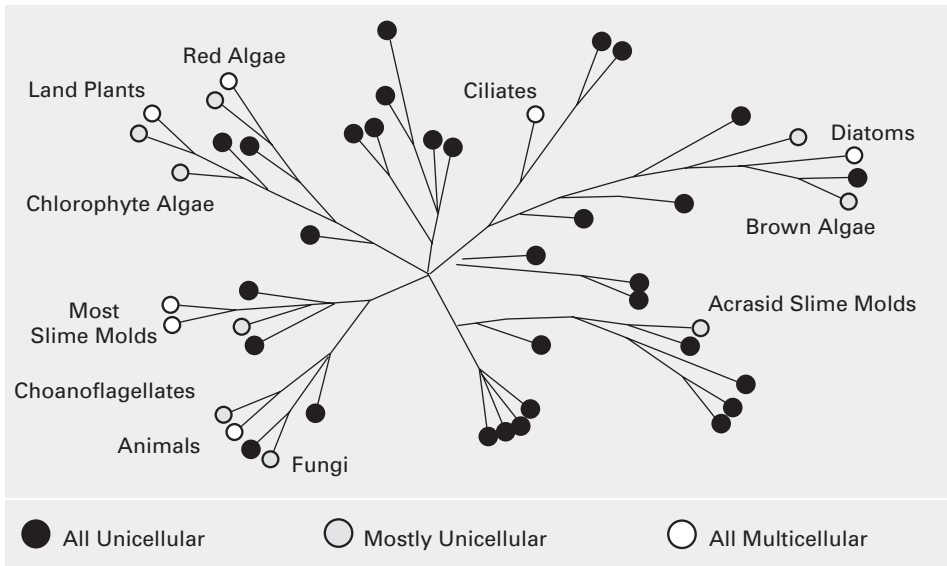 Red Algae
Land Plants
Ciliates
Diatoms
Chlorophyte Algae
Brown Algae
Most
Slime Molds
Acrasid Slime Molds
Choanoflagellates
Animals
Fungi
All Unicellular
Mostly Unicellular
All Multicellular